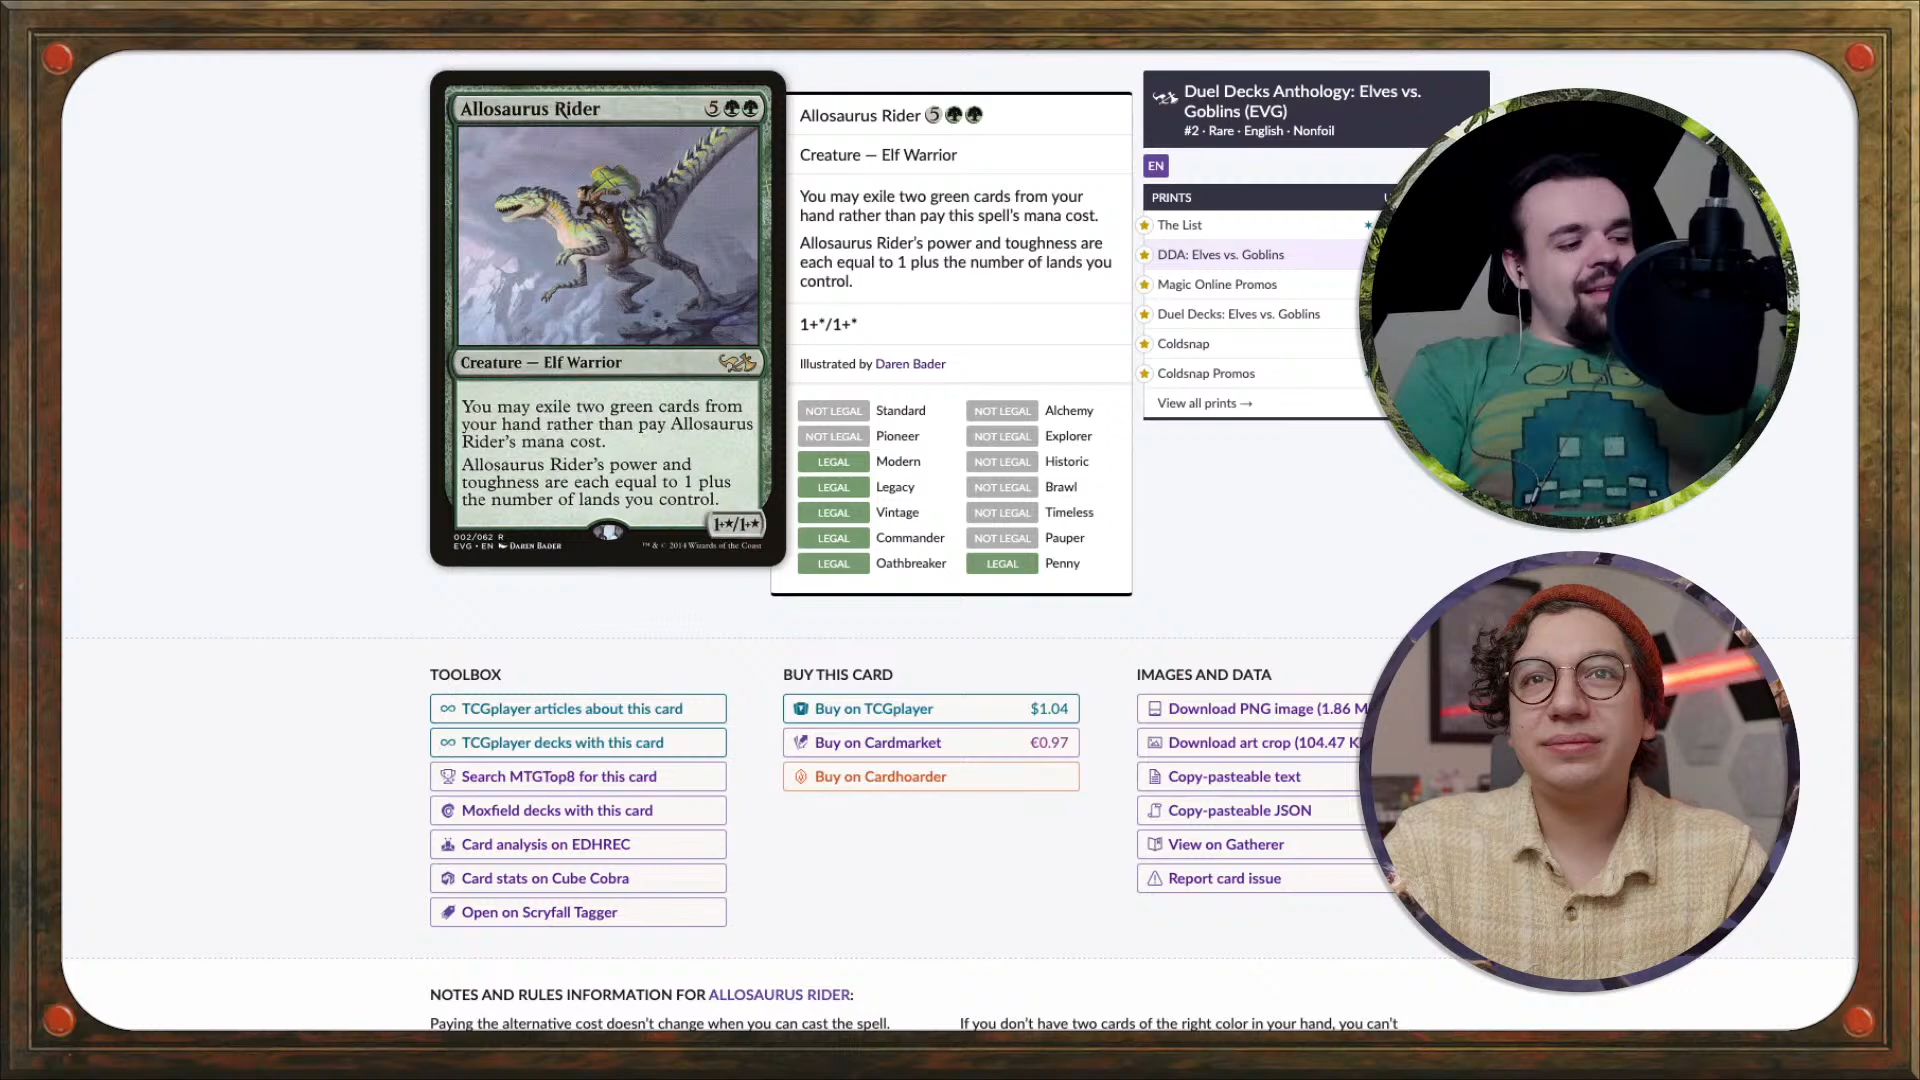 Allosaurus Rider 5
Creature — Elf Warrior
You may exile two green cards from
your hand rather than pay Allosaurus
Rider's mana cost.
Allosaurus Rider's power and
toughness are each equal to 1 plus
the number of lands you control.
1+★/1+★
002/062 R
EVG • EN DAREN BADER
™ & © 2014 Wizards of the Coast
Allosaurus Rider 5
Creature — Elf Warrior
You may exile two green cards from your
hand rather than pay this spell's mana cost.
Allosaurus Rider's power and toughness are
each equal to 1 plus the number of lands you
control.
1+*/1+*
Illustrated by Daren Bader
NOT LEGAL Standard NOT LEGAL Alchemy
NOT LEGAL Pioneer NOT LEGAL Explorer
LEGAL Modern NOT LEGAL Historic
LEGAL Legacy NOT LEGAL Brawl
LEGAL Vintage NOT LEGAL Timeless
LEGAL Commander NOT LEGAL Pauper
LEGAL Oathbreaker LEGAL Penny
Duel Decks Anthology: Elves vs.
Goblins (EVG)
#2 · Rare · English · Nonfoil
EN
PRINTS
The List
DDA: Elves vs. Goblins
Magic Online Promos
Duel Decks: Elves vs. Goblins
Coldsnap
Coldsnap Promos
View all prints →
TOOLBOX
TCGplayer articles about this card
TCGplayer decks with this card
Search MTGTop8 for this card
Moxfield decks with this card
Card analysis on EDHREC
Card stats on Cube Cobra
Open on Scryfall Tagger
BUY THIS CARD
Buy on TCGplayer $1.04
Buy on Cardmarket €0.97
Buy on Cardhoarder
IMAGES AND DATA
Download PNG image (1.86 M
Download art crop (104.47 K
Copy-pasteable text
Copy-pasteable JSON
View on Gatherer
Report card issue
NOTES AND RULES INFORMATION FOR ALLOSAURUS RIDER:
Paying the alternative cost doesn't change when you can cast the spell.
If you don't have two cards of the right color in your hand, you can't